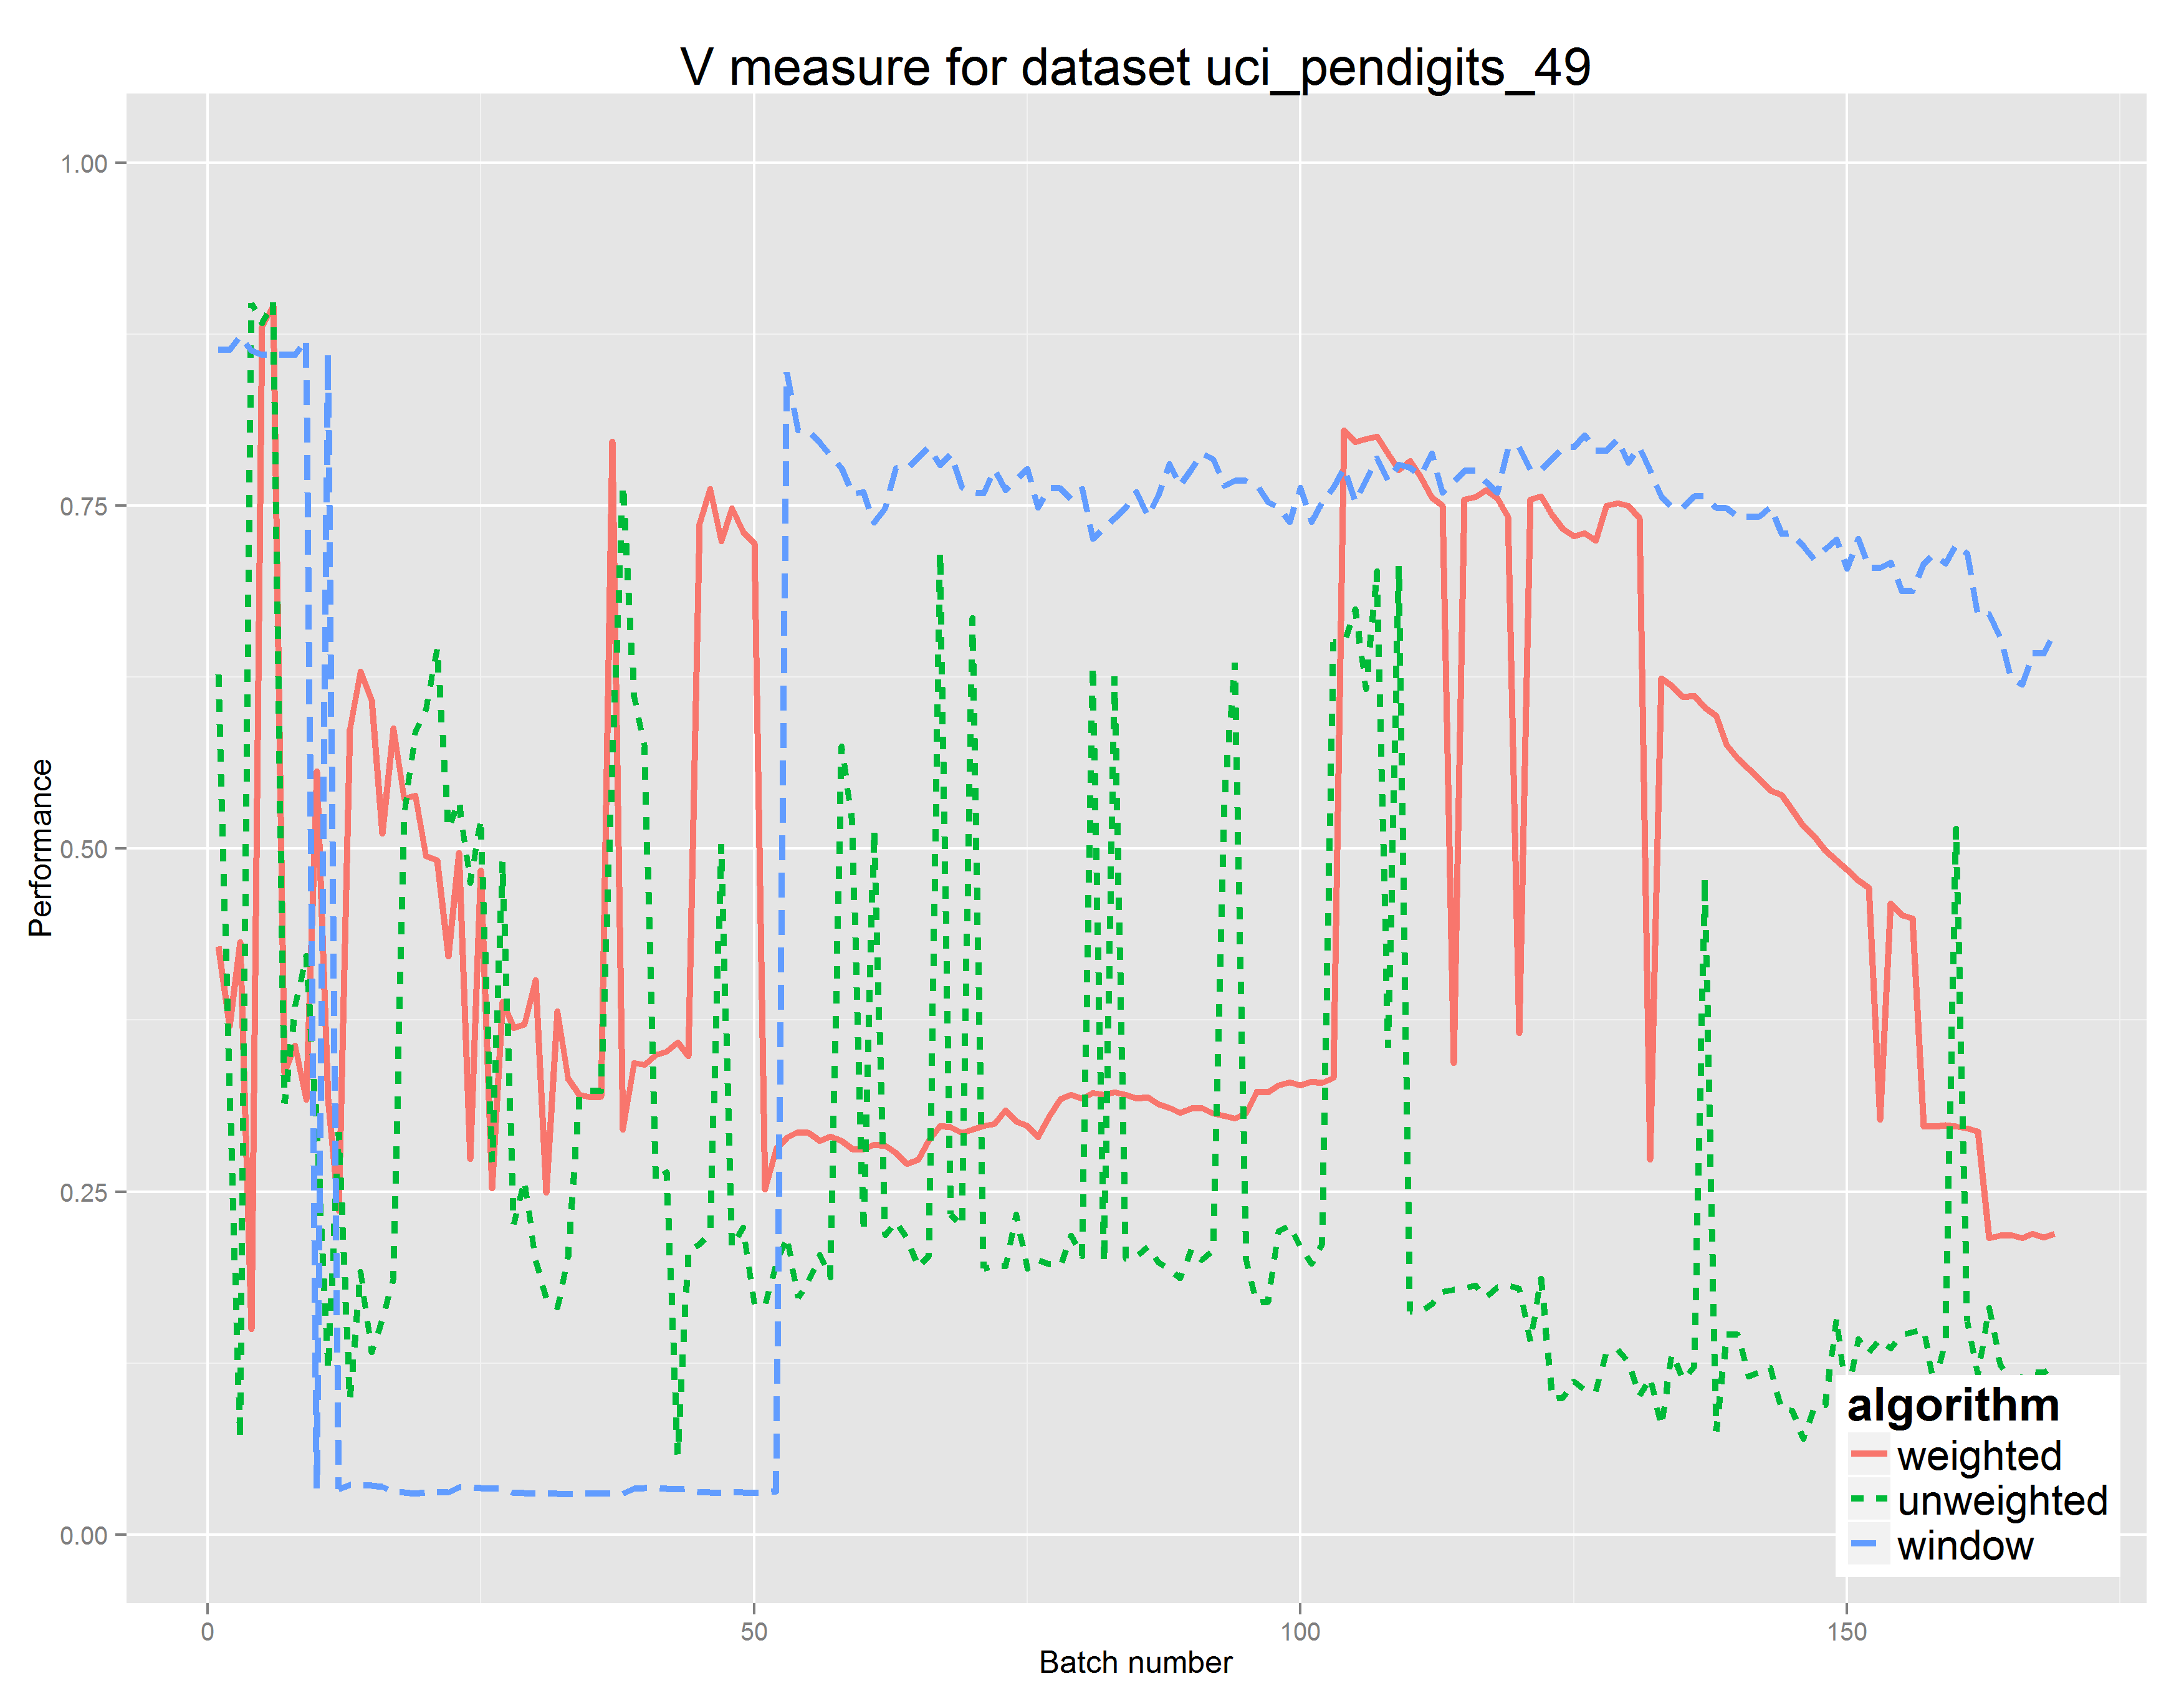 V measure for dataset uci_pendigits_49
1.00
0.75
0.50
0.25
0.00
Performance
0
50
100
150
Batch number
algorithm
weighted
unweighted
window